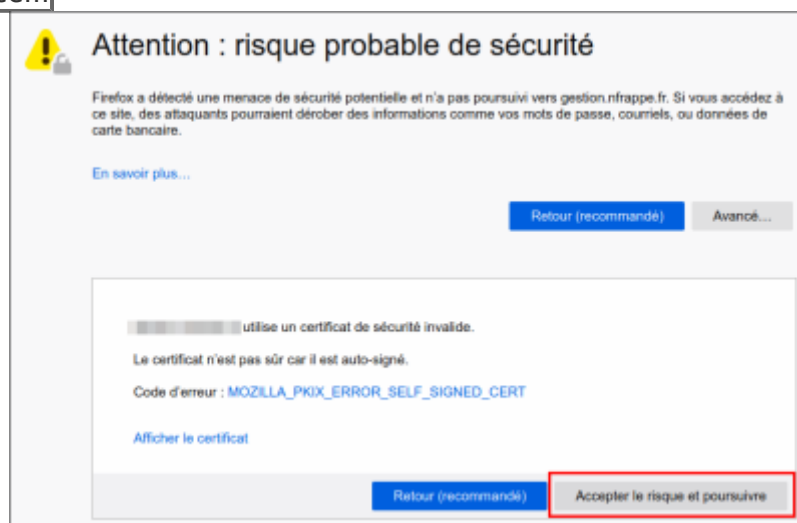 com
Attention : risque probable de sécurité
Firefox a détecté une menace de sécurité potentielle et n'a pas poursuivi vers gestion.nfrappe.fr. Si vous accédez à
ce site, des attaquants pourraient dérober des informations comme vos mots de passe, courriels, ou données de
carte bancaire.
En savoir plus...
Retour (recommandé) Avancé...
utilise un certificat de sécurité invalide.
Le certificat n'est pas sûr car il est auto-signé.
Code d'erreur : MOZILLA_PKIX_ERROR_SELF_SIGNED_CERT
Afficher le certificat
Retour (recommandé) Accepter le risque et poursuivre